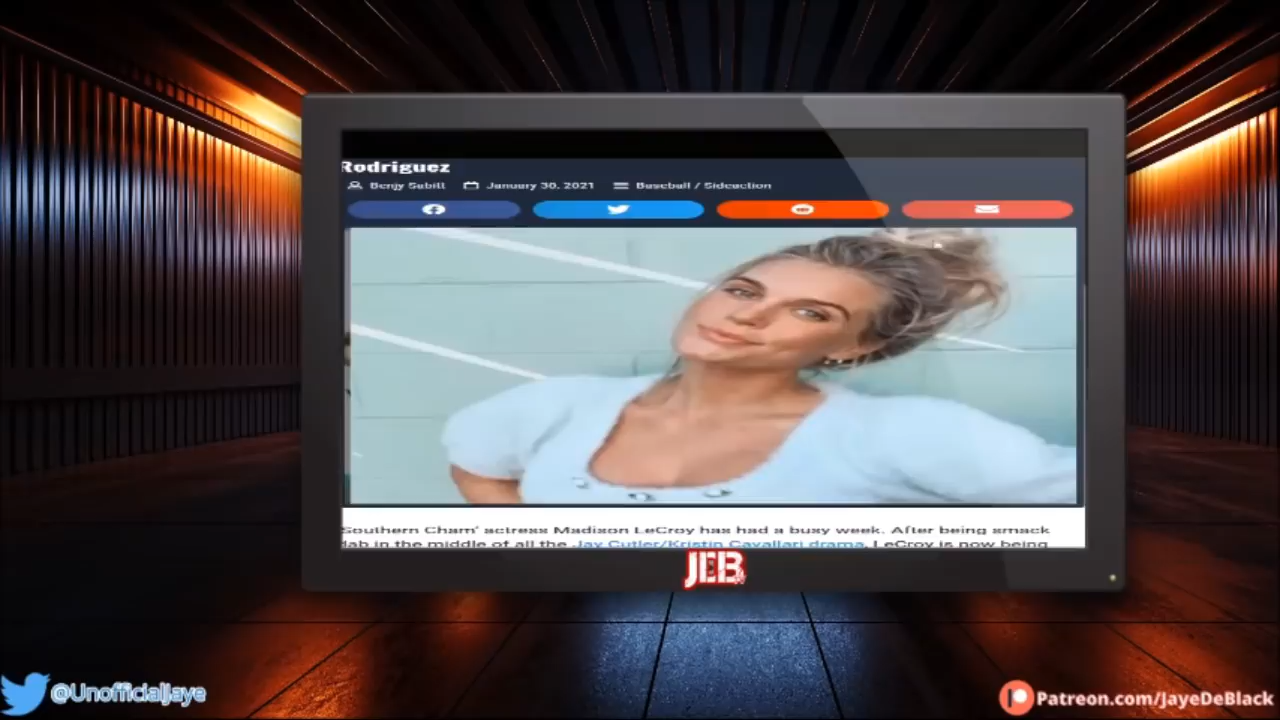 Rodriguez
Benjy Sabill January 30, 2021 Baseball / Sideaction
Southern Cham' actress Madison LeCroy has had a busy week. After being smack
dab in the middle of all the Jay Cutler/Kristin Cavallari drama, LeCroy is now being
JEB
@UnofficialJaye
Patreon.com/JayeDeBlack